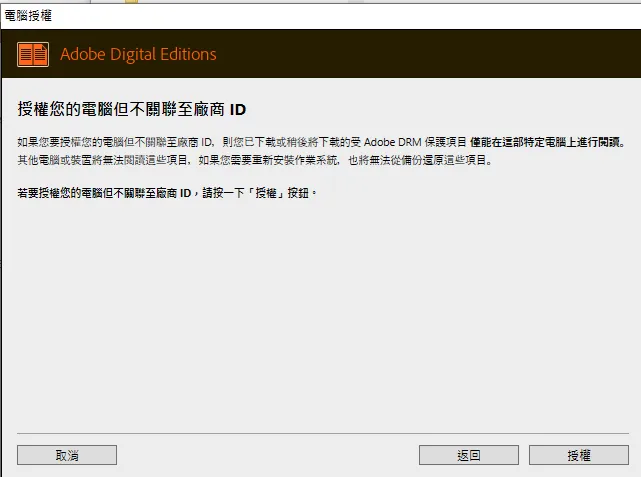 電腦授權
Adobe Digital Editions
授權您的電腦但不關聯至廠商 ID
如果您要授權您的電腦但不關聯至廠商 ID，則您已下載或稍後將下載的受 Adobe DRM 保護項目 僅能在這部特定電腦上進行閱讀。
其他電腦或裝置將無法閱讀這些項目，如果您需要重新安裝作業系統，也將無法從備份還原這些項目。
若要授權您的電腦但不關聯至廠商 ID，請按一下「授權」按鈕。
取消
返回
授權